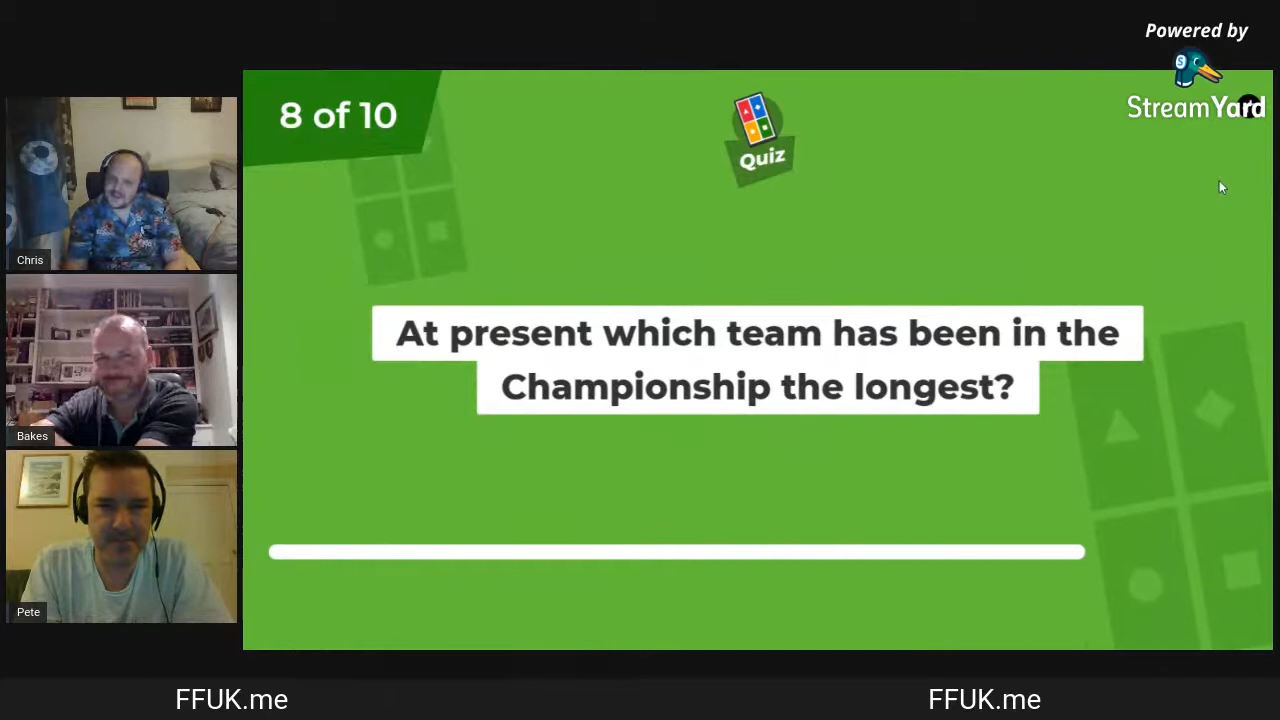 Powered by
StreamYard
8 of 10
Quiz
At present which team has been in the
Championship the longest?
Chris
Bakes
Pete
FFUK.me
FFUK.me